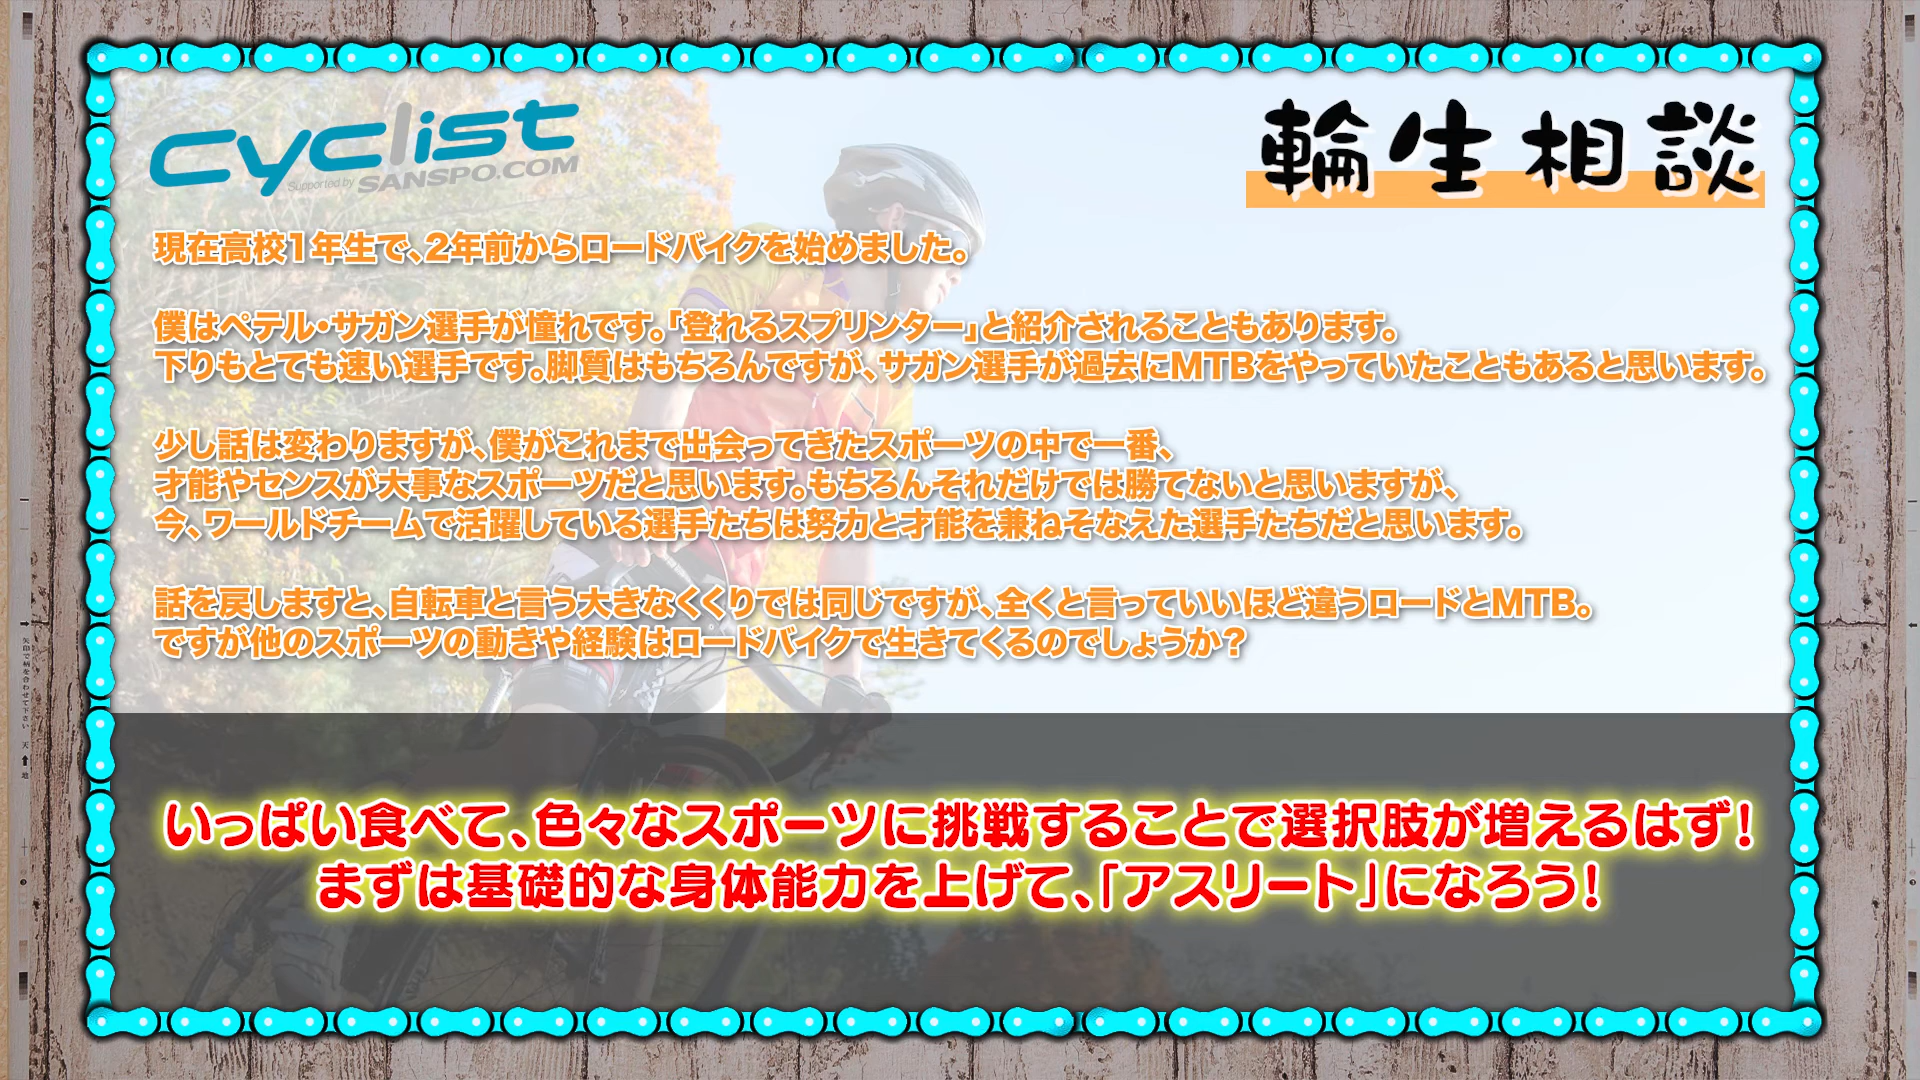 cyclist
Supported by SANSPO.COM
輪生相談
現在高校1年生で、2年前からロードバイクを始めました。
僕はペテル・サガン選手が憧れです。「登れるスプリンター」と紹介されることもあります。
下りもとても速い選手です。脚質はもちろんですが、サガン選手が過去にMTBをやっていたこともあると思います。
少し話は変わりますが、僕がこれまで出会ってきたスポーツの中で一番、
才能やセンスが大事なスポーツだと思います。もちろんそれだけでは勝てないと思いますが、
今、ワールドチームで活躍している選手たちは努力と才能を兼ねそなえた選手たちだと思います。
話を戻しますと、自転車と言う大きなくくりでは同じですが、全くと言っていいほど違うロードとMTB。
ですが他のスポーツの動きや経験はロードバイクで生きてくるのでしょうか？
いっぱい食べて、色々なスポーツに挑戦することで選択肢が増えるはず！
まずは基礎的な身体能力を上げて、「アスリート」になろう！
矢印で柄を合わせて下さい 天 地